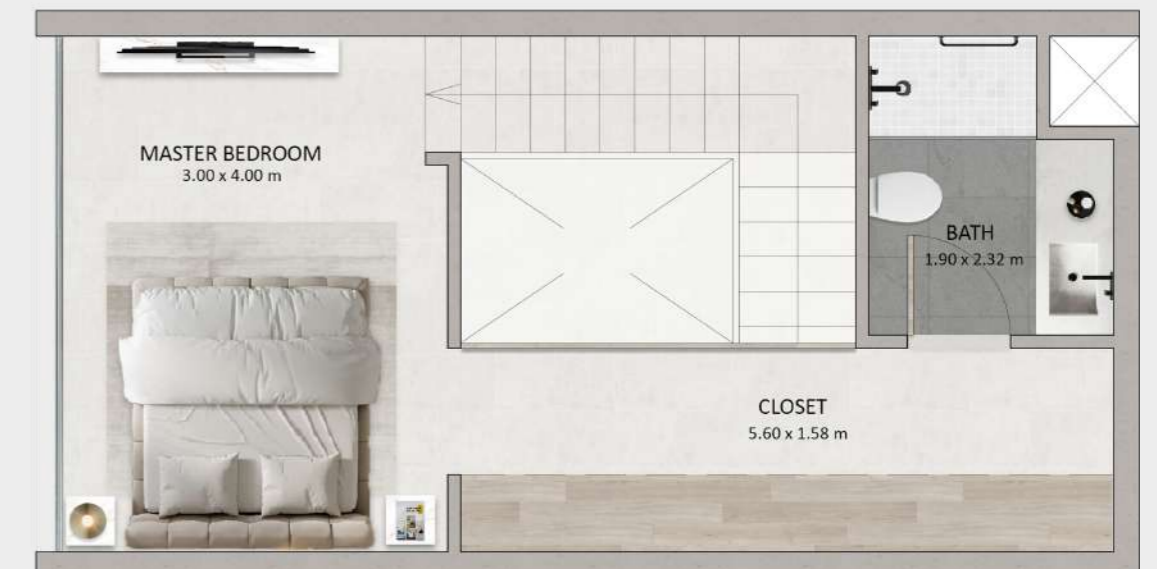 MASTER BEDROOM
3.00 x 4.00 m
BATH
1.90 x 2.32 m
CLOSET
5.60 x 1.58 m